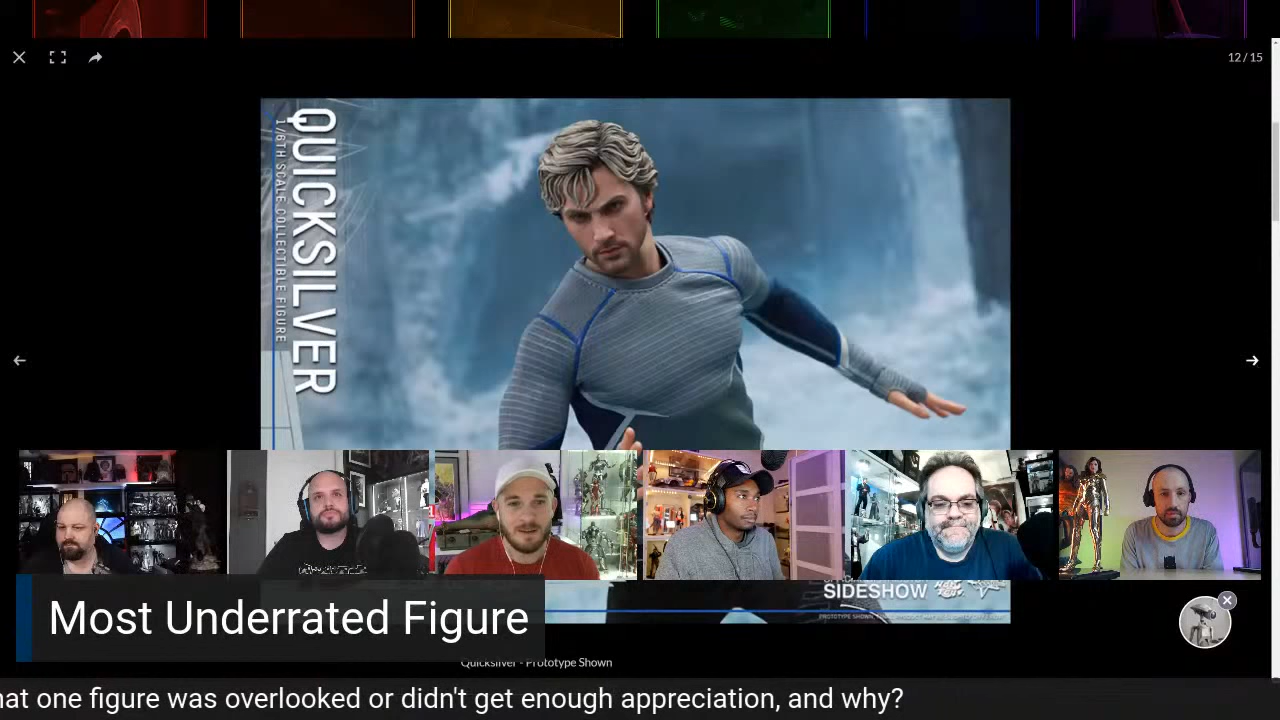 12 / 15
QUICKSILVER
1/6TH SCALE COLLECTIBLE FIGURE
SIDESHOW
Most Underrated Figure
Quicksilver - Prototype Shown
hat one figure was overlooked or didn't get enough appreciation, and why?